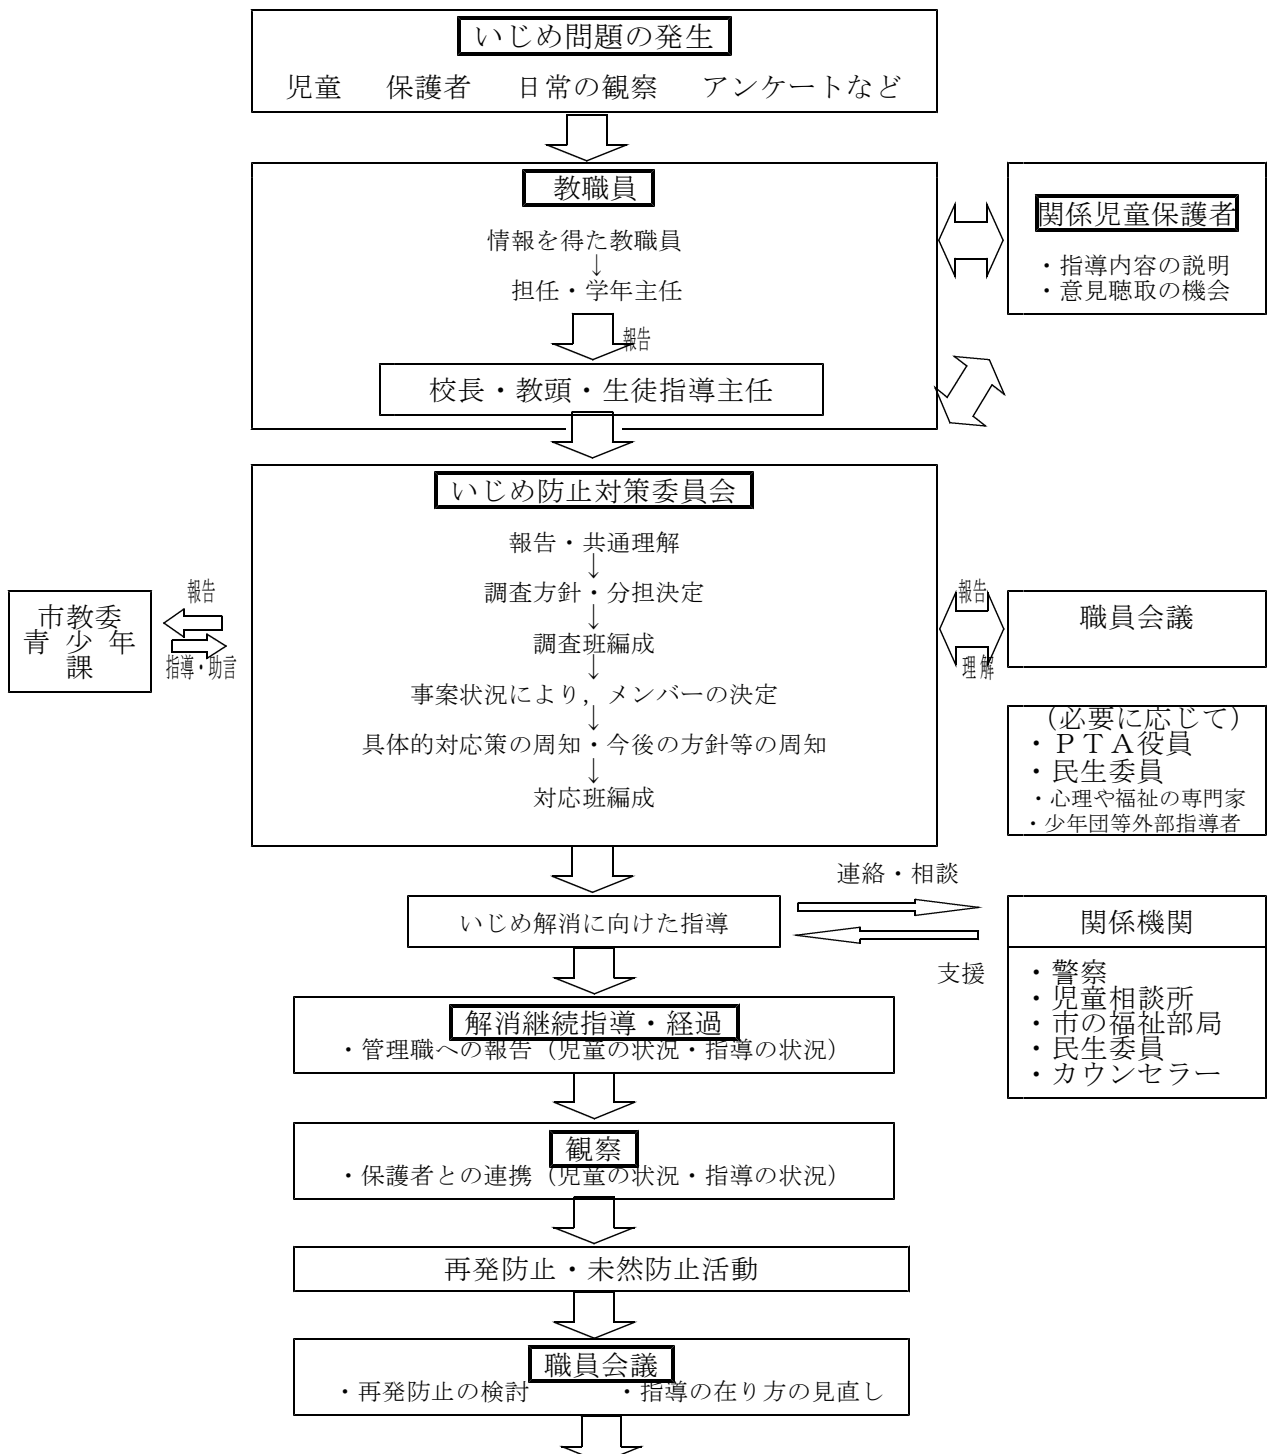 いじめ問題の発生
児童 保護者 日常の観察 アンケートなど
教職員
情報を得た教職員
↓
担任・学年主任
報告
校長・教頭・生徒指導主任
関係児童保護者
・指導内容の説明
・意見聴取の機会
いじめ防止対策委員会
報告・共通理解
↓
調査方針・分担決定
↓
調査班編成
↓
事案状況により,メンバーの決定
↓
具体的対応策の周知・今後の方針等の周知
↓
対応班編成
報告
指導・助言
市教委
青少年
課
報告
理解
職員会議
(必要に応じて)
・PTA役員
・民生委員
・心理や福祉の専門家
・少年団等外部指導者
いじめ解消に向けた指導
連絡・相談
支援
関係機関
・警察
・児童相談所
・市の福祉部局
・民生委員
・カウンセラー
解消継続指導・経過
・管理職への報告(児童の状況・指導の状況)
観察
・保護者との連携(児童の状況・指導の状況)
再発防止・未然防止活動
職員会議
・再発防止の検討 ・指導の在り方の見直し